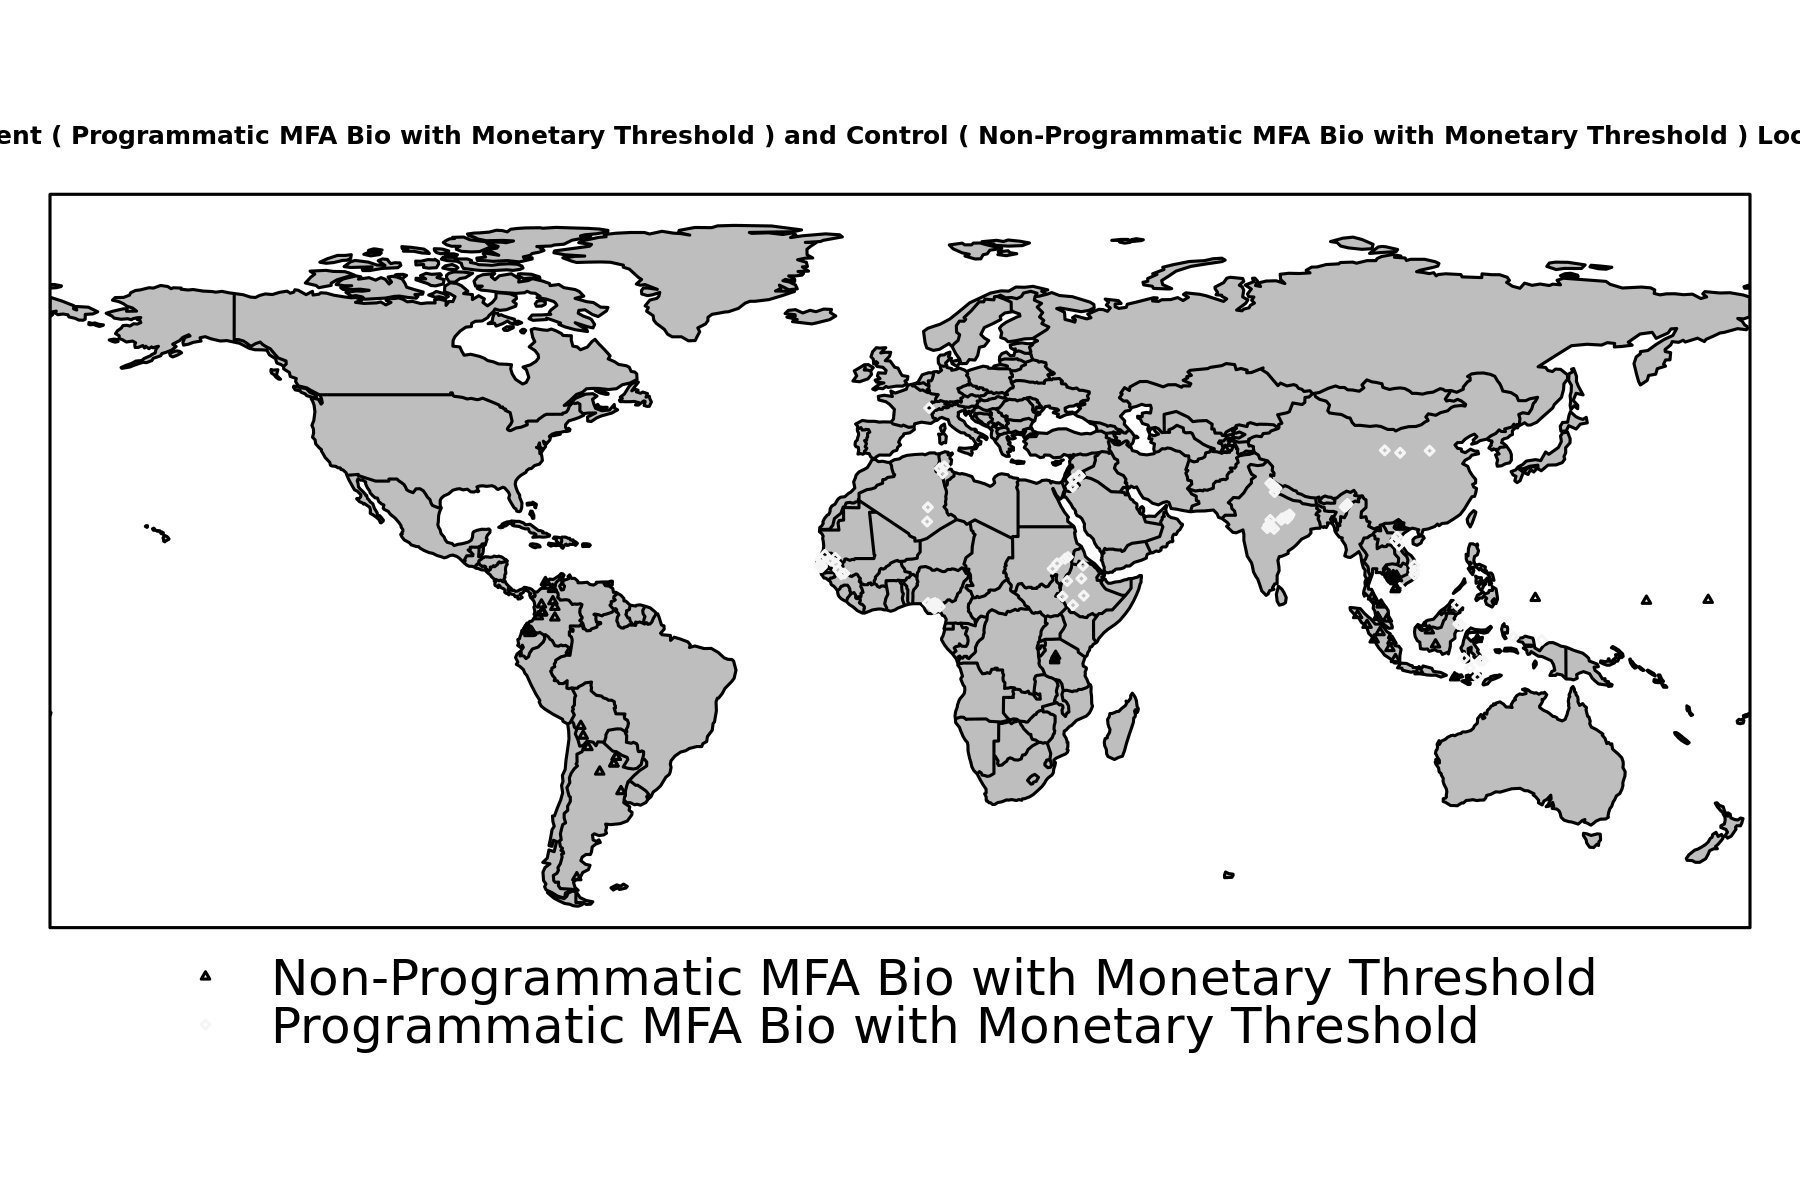 ent ( Programmatic MFA Bio with Monetary Threshold ) and Control ( Non-Programmatic MFA Bio with Monetary Threshold ) Loc
Non-Programmatic MFA Bio with Monetary Threshold
Programmatic MFA Bio with Monetary Threshold